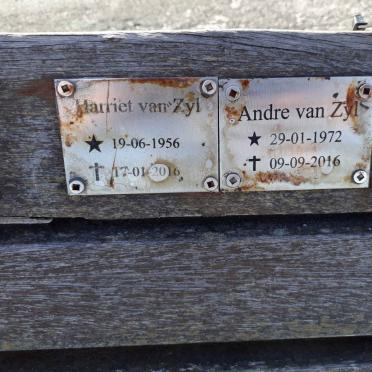 Harriet van Zyl
★ 19-06-1956
✝ 17-01-2016
Andre van Zyl
★ 29-01-1972
✝ 09-09-2016